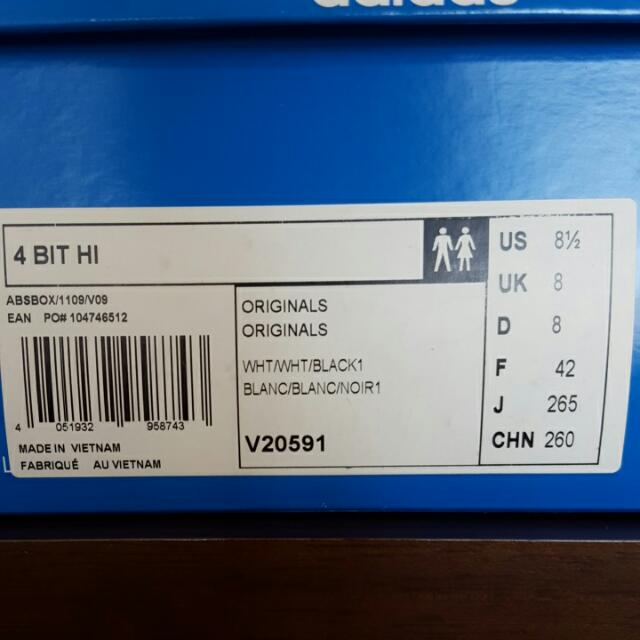 adidas
4 BIT HI
US 8½
UK 8
D 8
F 42
J 265
CHN 260
ABSBOX/1109/V09
EAN PO# 104746512
4 051932 958743
MADE IN VIETNAM
FABRIQUÉ AU VIETNAM
ORIGINALS
ORIGINALS
WHT/WHT/BLACK1
BLANC/BLANC/NOIR1
V20591